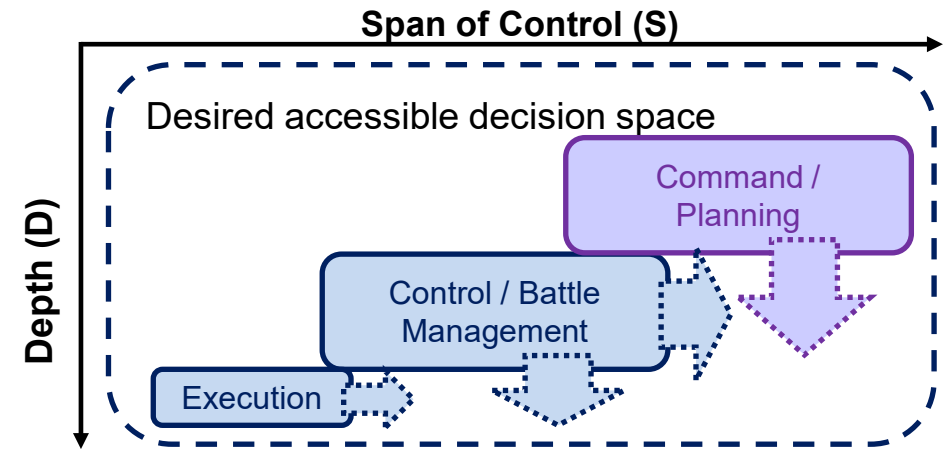 Span of Control (S)
Desired accessible decision space
Command /
Planning
Depth (D)
Control / Battle
Management
Execution